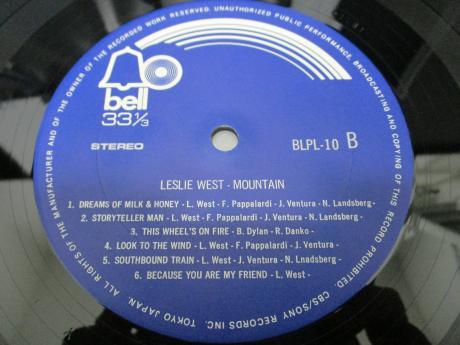 ALL RIGHTS OF THE MANUFACTURER AND OF THE OWNER OF THE RECORDED WORK RESERVED. UNAUTHORIZED PUBLIC PERFORMANCE, BROADCASTING AND COPYING OF THIS RECORD PROHIBITED. CBS/SONY RECORDS INC. TOKYO JAPAN.
bell
33 1/3
STEREO
BLPL-10 B
LESLIE WEST - MOUNTAIN
1. DREAMS OF MILK & HONEY - L. West - F. Pappalardi - J. Ventura - N. Landsberg -
2. STORYTELLER MAN - L. West - F. Pappalardi - J. Ventura - N. Landsberg -
3. THIS WHEEL'S ON FIRE - B. Dylan - R. Danko -
4. LOOK TO THE WIND - L. West - F. Pappalardi - J. Ventura -
5. SOUTHBOUND TRAIN - L. West - J. Ventura - N. Lnadsberg -
6. BECAUSE YOU ARE MY FRIEND - L. West -